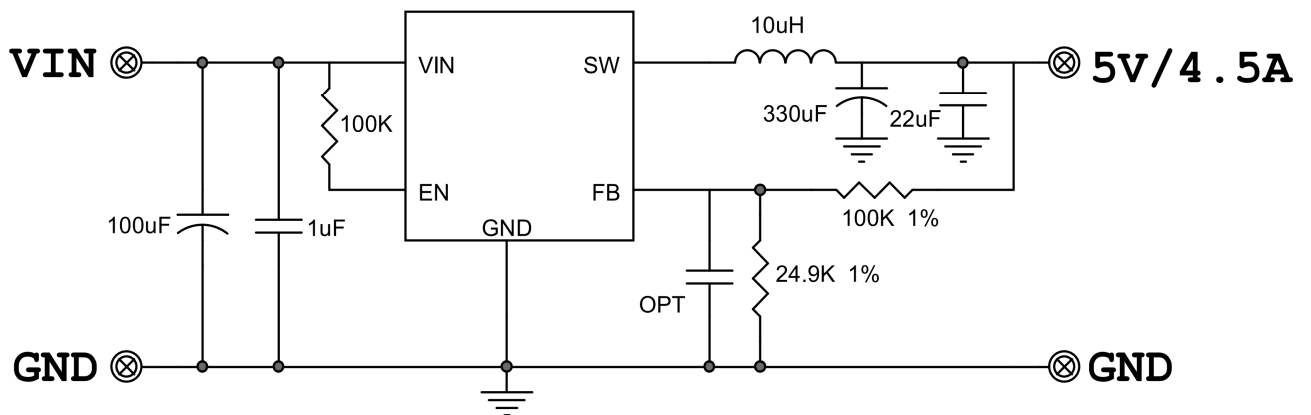 10uH
VIN
VIN
SW
5V/4.5A
100K
330uF
22uF
EN
FB
100K 1%
100uF
1uF
GND
24.9K 1%
OPT
GND
GND